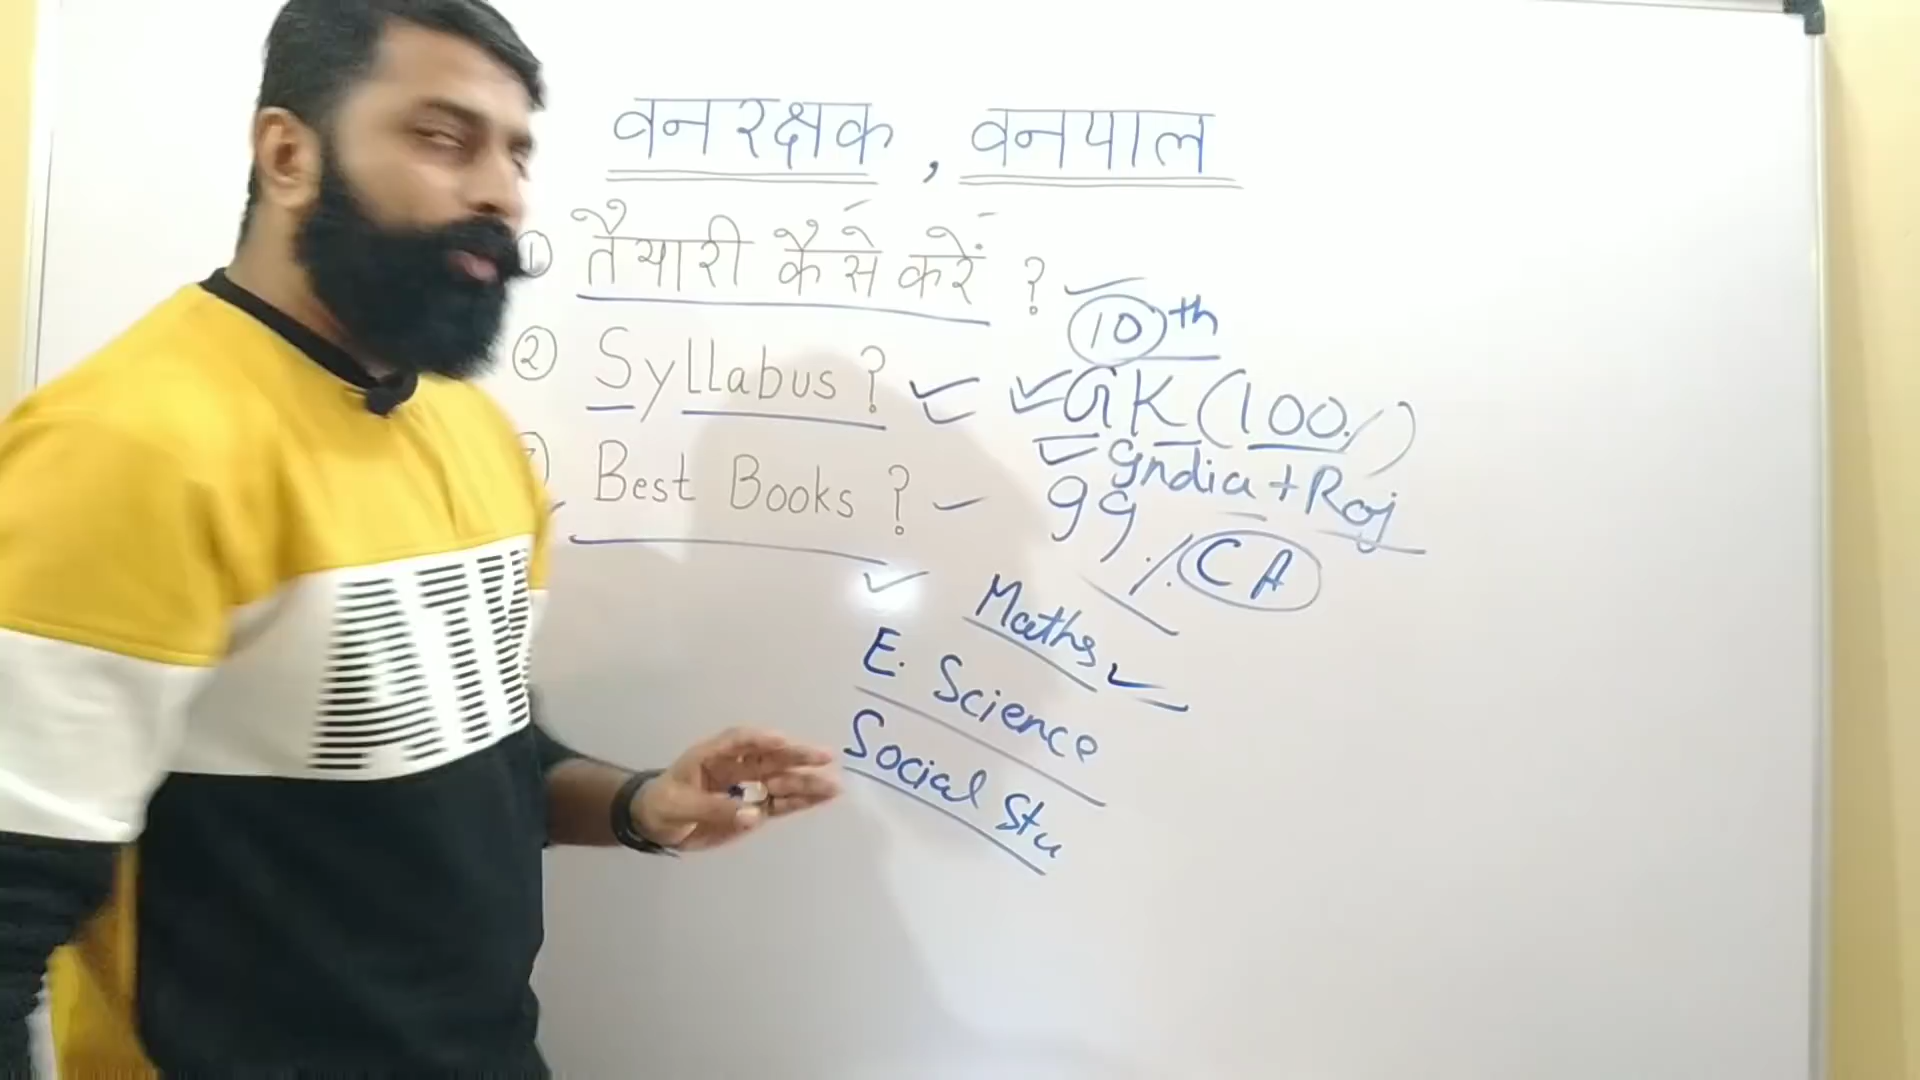 वनरक्षक, वनपाल
① तैयारी कैसे करें ?
10th
② Syllabus ?
GK (100%)
India + Raj
Best Books ?
99% CA
Maths
E. Science
Social Stu